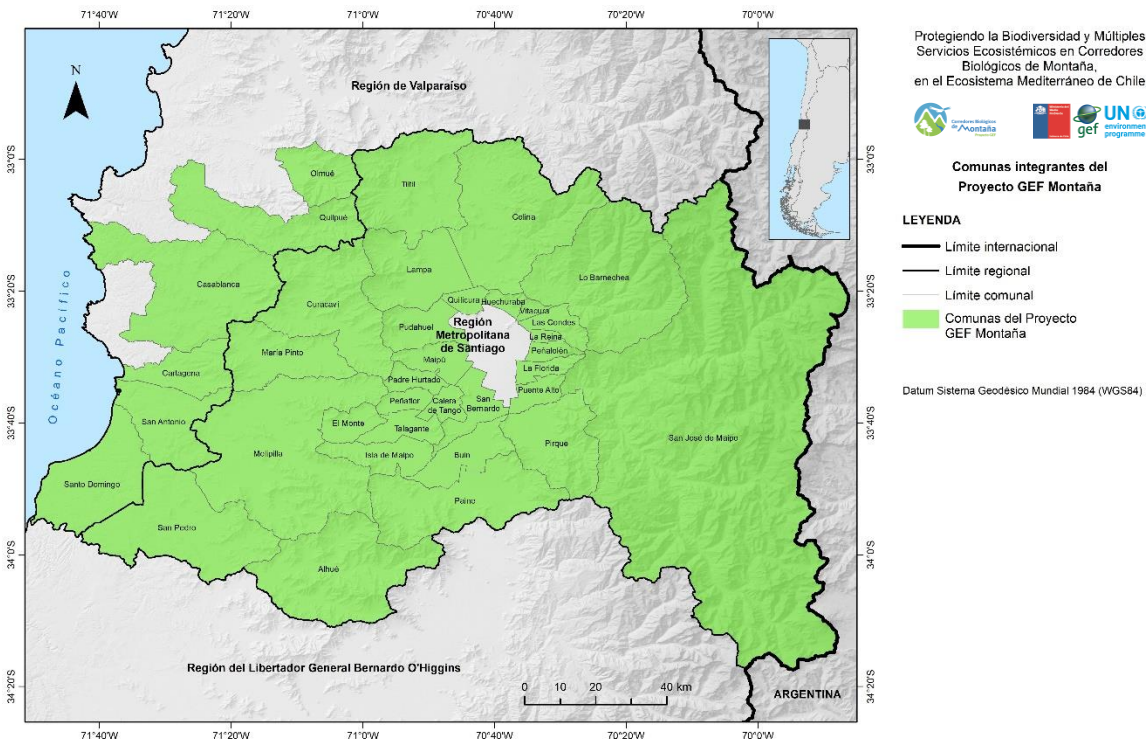 71°40'W
71°20'W
71°0'W
70°40'W
70°20'W
70°0'W
Protegiendo la Biodiversidad y Múltiples
Servicios Ecosistémicos en Corredores
Biológicos de Montaña,
en el Ecosistema Mediterráneo de Chile
Corredores Biológicos
de Montaña
gef
UN
environment
programme
Comunas integrantes del
Proyecto GEF Montaña
LEYENDA
Límite internacional
Límite regional
Límite comunal
Comunas del Proyecto
GEF Montaña
Datum Sistema Geodésico Mundial 1984 (WGS84)
N
Región de Valparaíso
33°0'S
33°0'S
Olmué
Tiltil
Quilpué
Colina
Lampa
Lo Barnechea
Casablanca
33°20'S
33°20'S
Océano Pacífico
Curacaví
Quilicura
Huechuraba
Vitacura
Pudahuel
Región
Metropolitana
de Santiago
Las Condes
La Reina
María Pinto
Maipú
Peñalolén
Cartagena
Padre Hurtado
La Florida
Peñaflor
Calera
de Tango
San
Bernardo
Puente Alto
33°40'S
33°40'S
San Antonio
El Monte
Talagante
San José de Maipo
Melipilla
Isla de Maipo
Buin
Pirque
Santo Domingo
Paine
San Pedro
34°0'S
34°0'S
Alhué
Región del Libertador General Bernardo O'Higgins
0 10 20 40 km
ARGENTINA
34°20'S
34°20'S
71°40'W
71°20'W
71°0'W
70°40'W
70°20'W
70°0'W